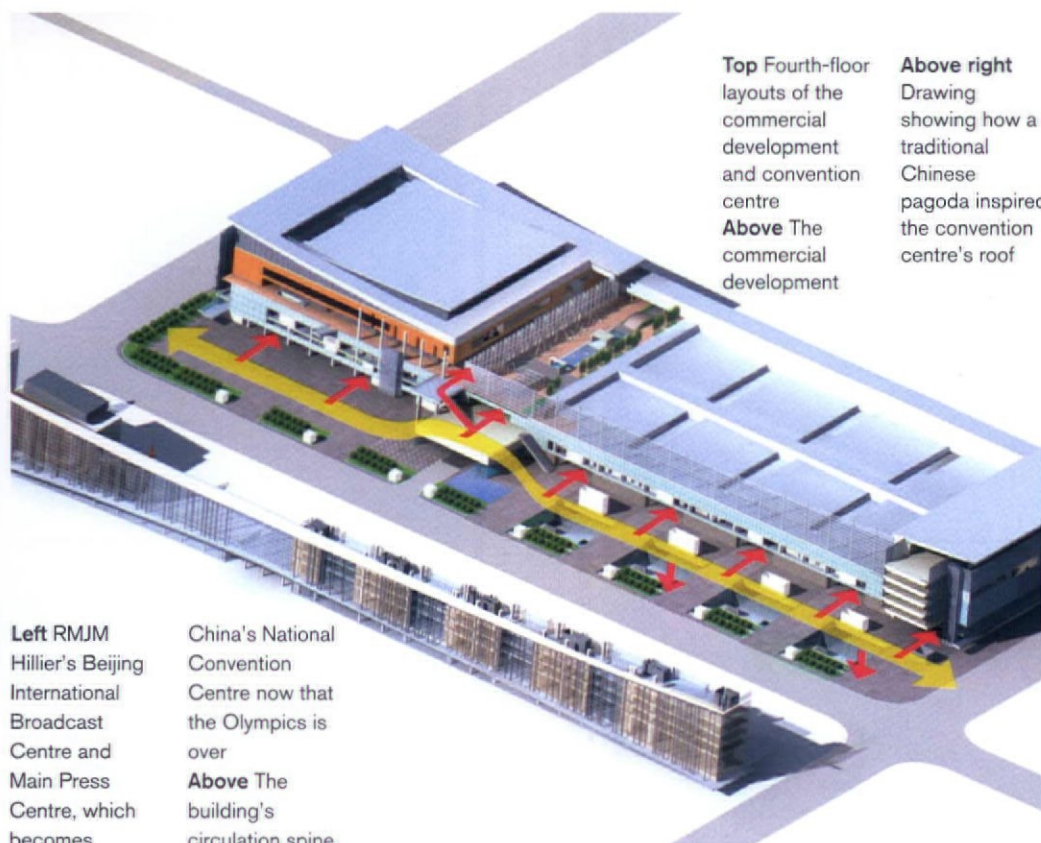 Top Fourth-floor
layouts of the
commercial
development
and convention
centre
Above The
commercial
development
Above right
Drawing
showing how a
traditional
Chinese
pagoda inspired
the convention
centre's roof
Left RMJM
Hillier's Beijing
International
Broadcast
Centre and
Main Press
Centre, which
becomes
China's National
Convention
Centre now that
the Olympics is
over
Above The
building's
circulation spine